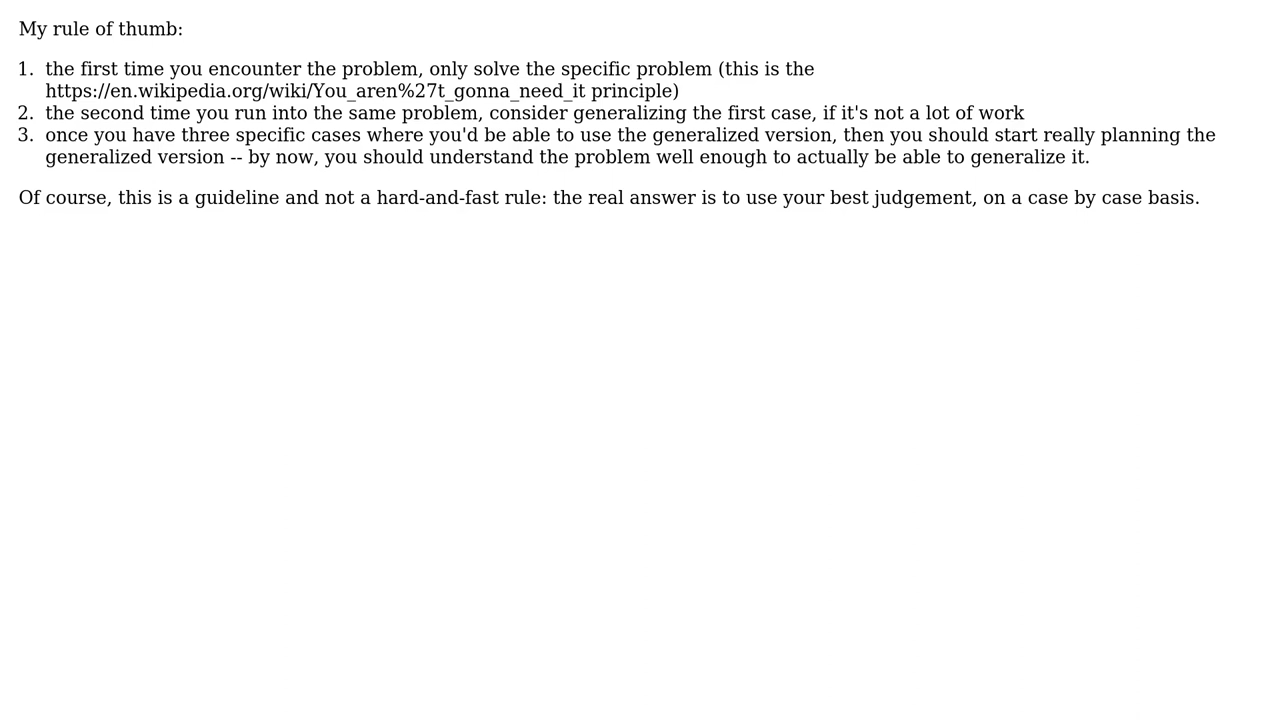 My rule of thumb:
1. the first time you encounter the problem, only solve the specific problem (this is the
https://en.wikipedia.org/wiki/You_aren%27t_gonna_need_it principle)
2. the second time you run into the same problem, consider generalizing the first case, if it's not a lot of work
3. once you have three specific cases where you'd be able to use the generalized version, then you should start really planning the
generalized version -- by now, you should understand the problem well enough to actually be able to generalize it.
Of course, this is a guideline and not a hard-and-fast rule: the real answer is to use your best judgement, on a case by case basis.